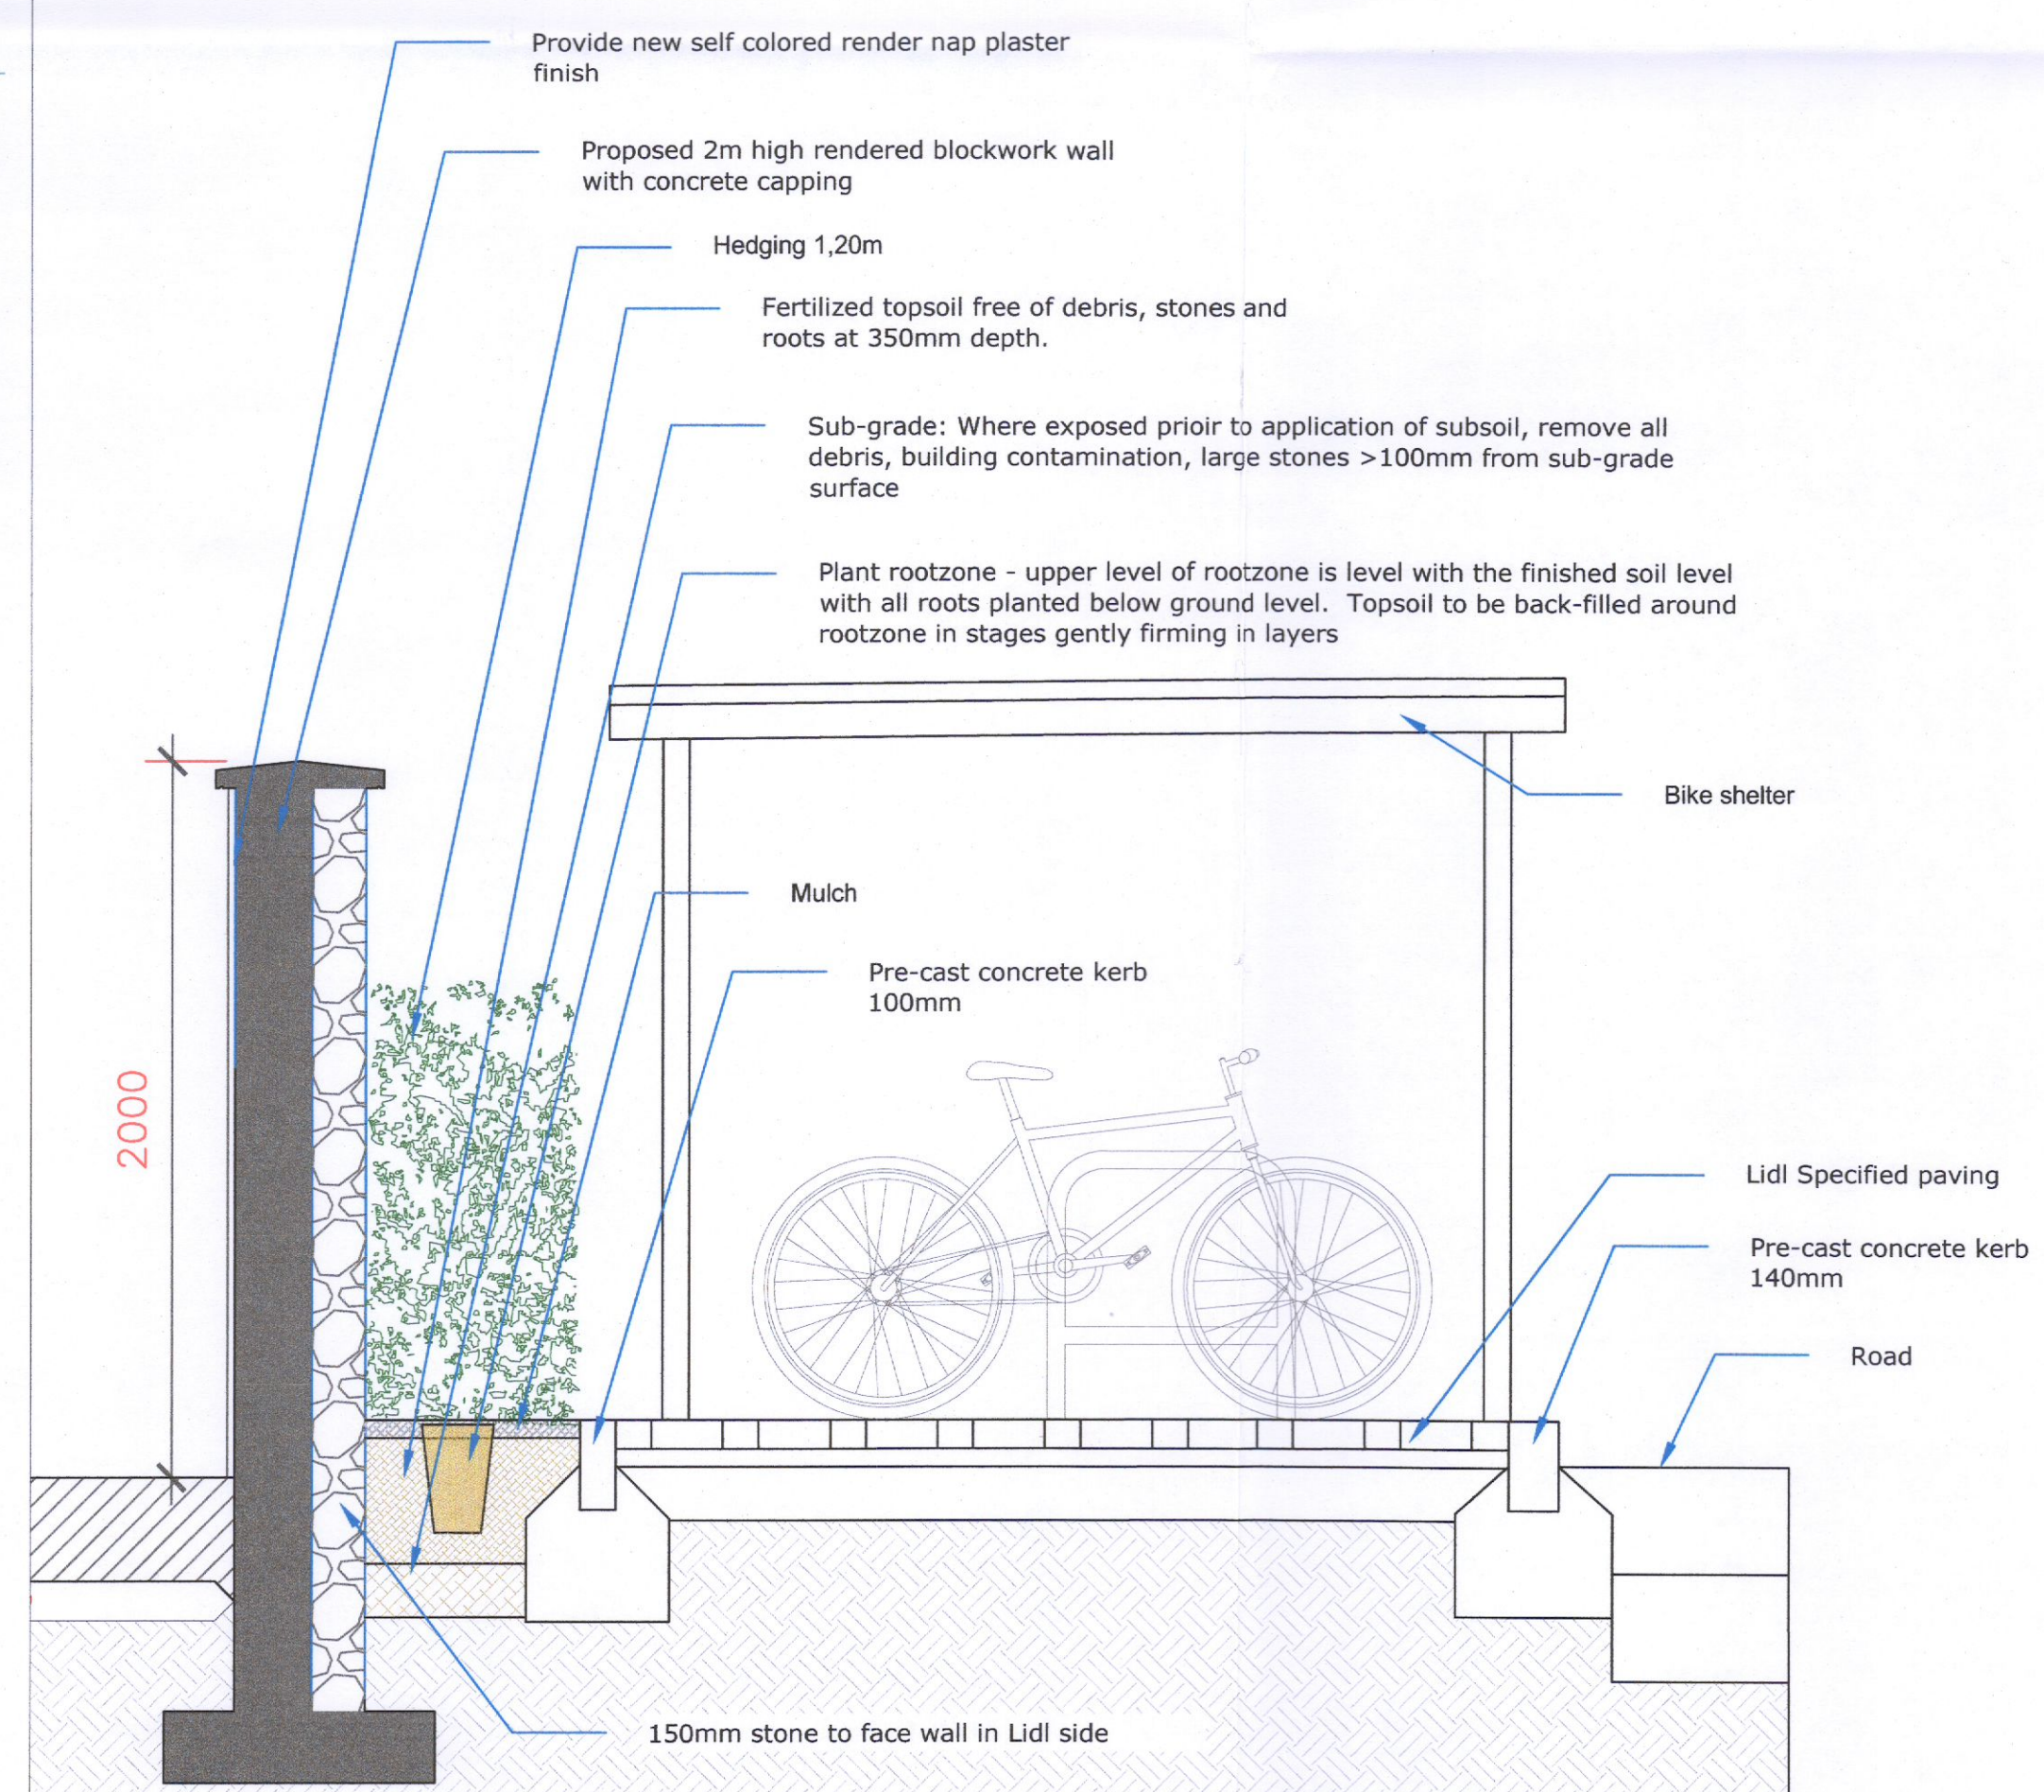 Provide new self colored render nap plaster
finish
Proposed 2m high rendered blockwork wall
with concrete capping
Hedging 1,20m
Fertilized topsoil free of debris, stones and
roots at 350mm depth.
Sub-grade: Where exposed prioir to application of subsoil, remove all
debris, building contamination, large stones >100mm from sub-grade
surface
Plant rootzone - upper level of rootzone is level with the finished soil level
with all roots planted below ground level. Topsoil to be back-filled around
rootzone in stages gently firming in layers
Bike shelter
Mulch
Pre-cast concrete kerb
100mm
2000
Lidl Specified paving
Pre-cast concrete kerb
140mm
Road
150mm stone to face wall in Lidl side